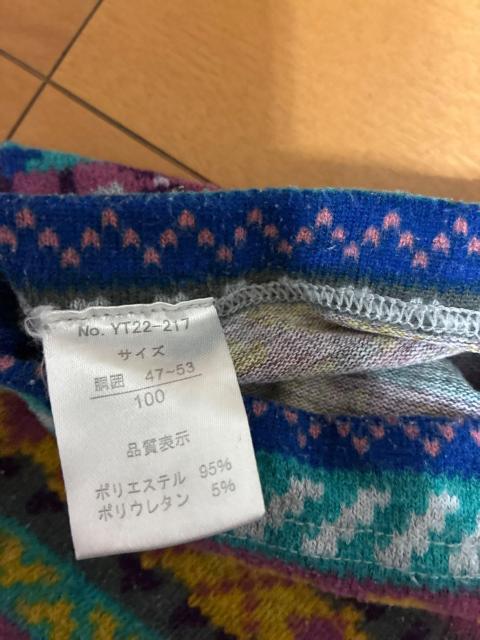 No. YT22-217
サイズ
胴囲 47~53
100
品質表示
ポリエステル 95%
ポリウレタン 5%